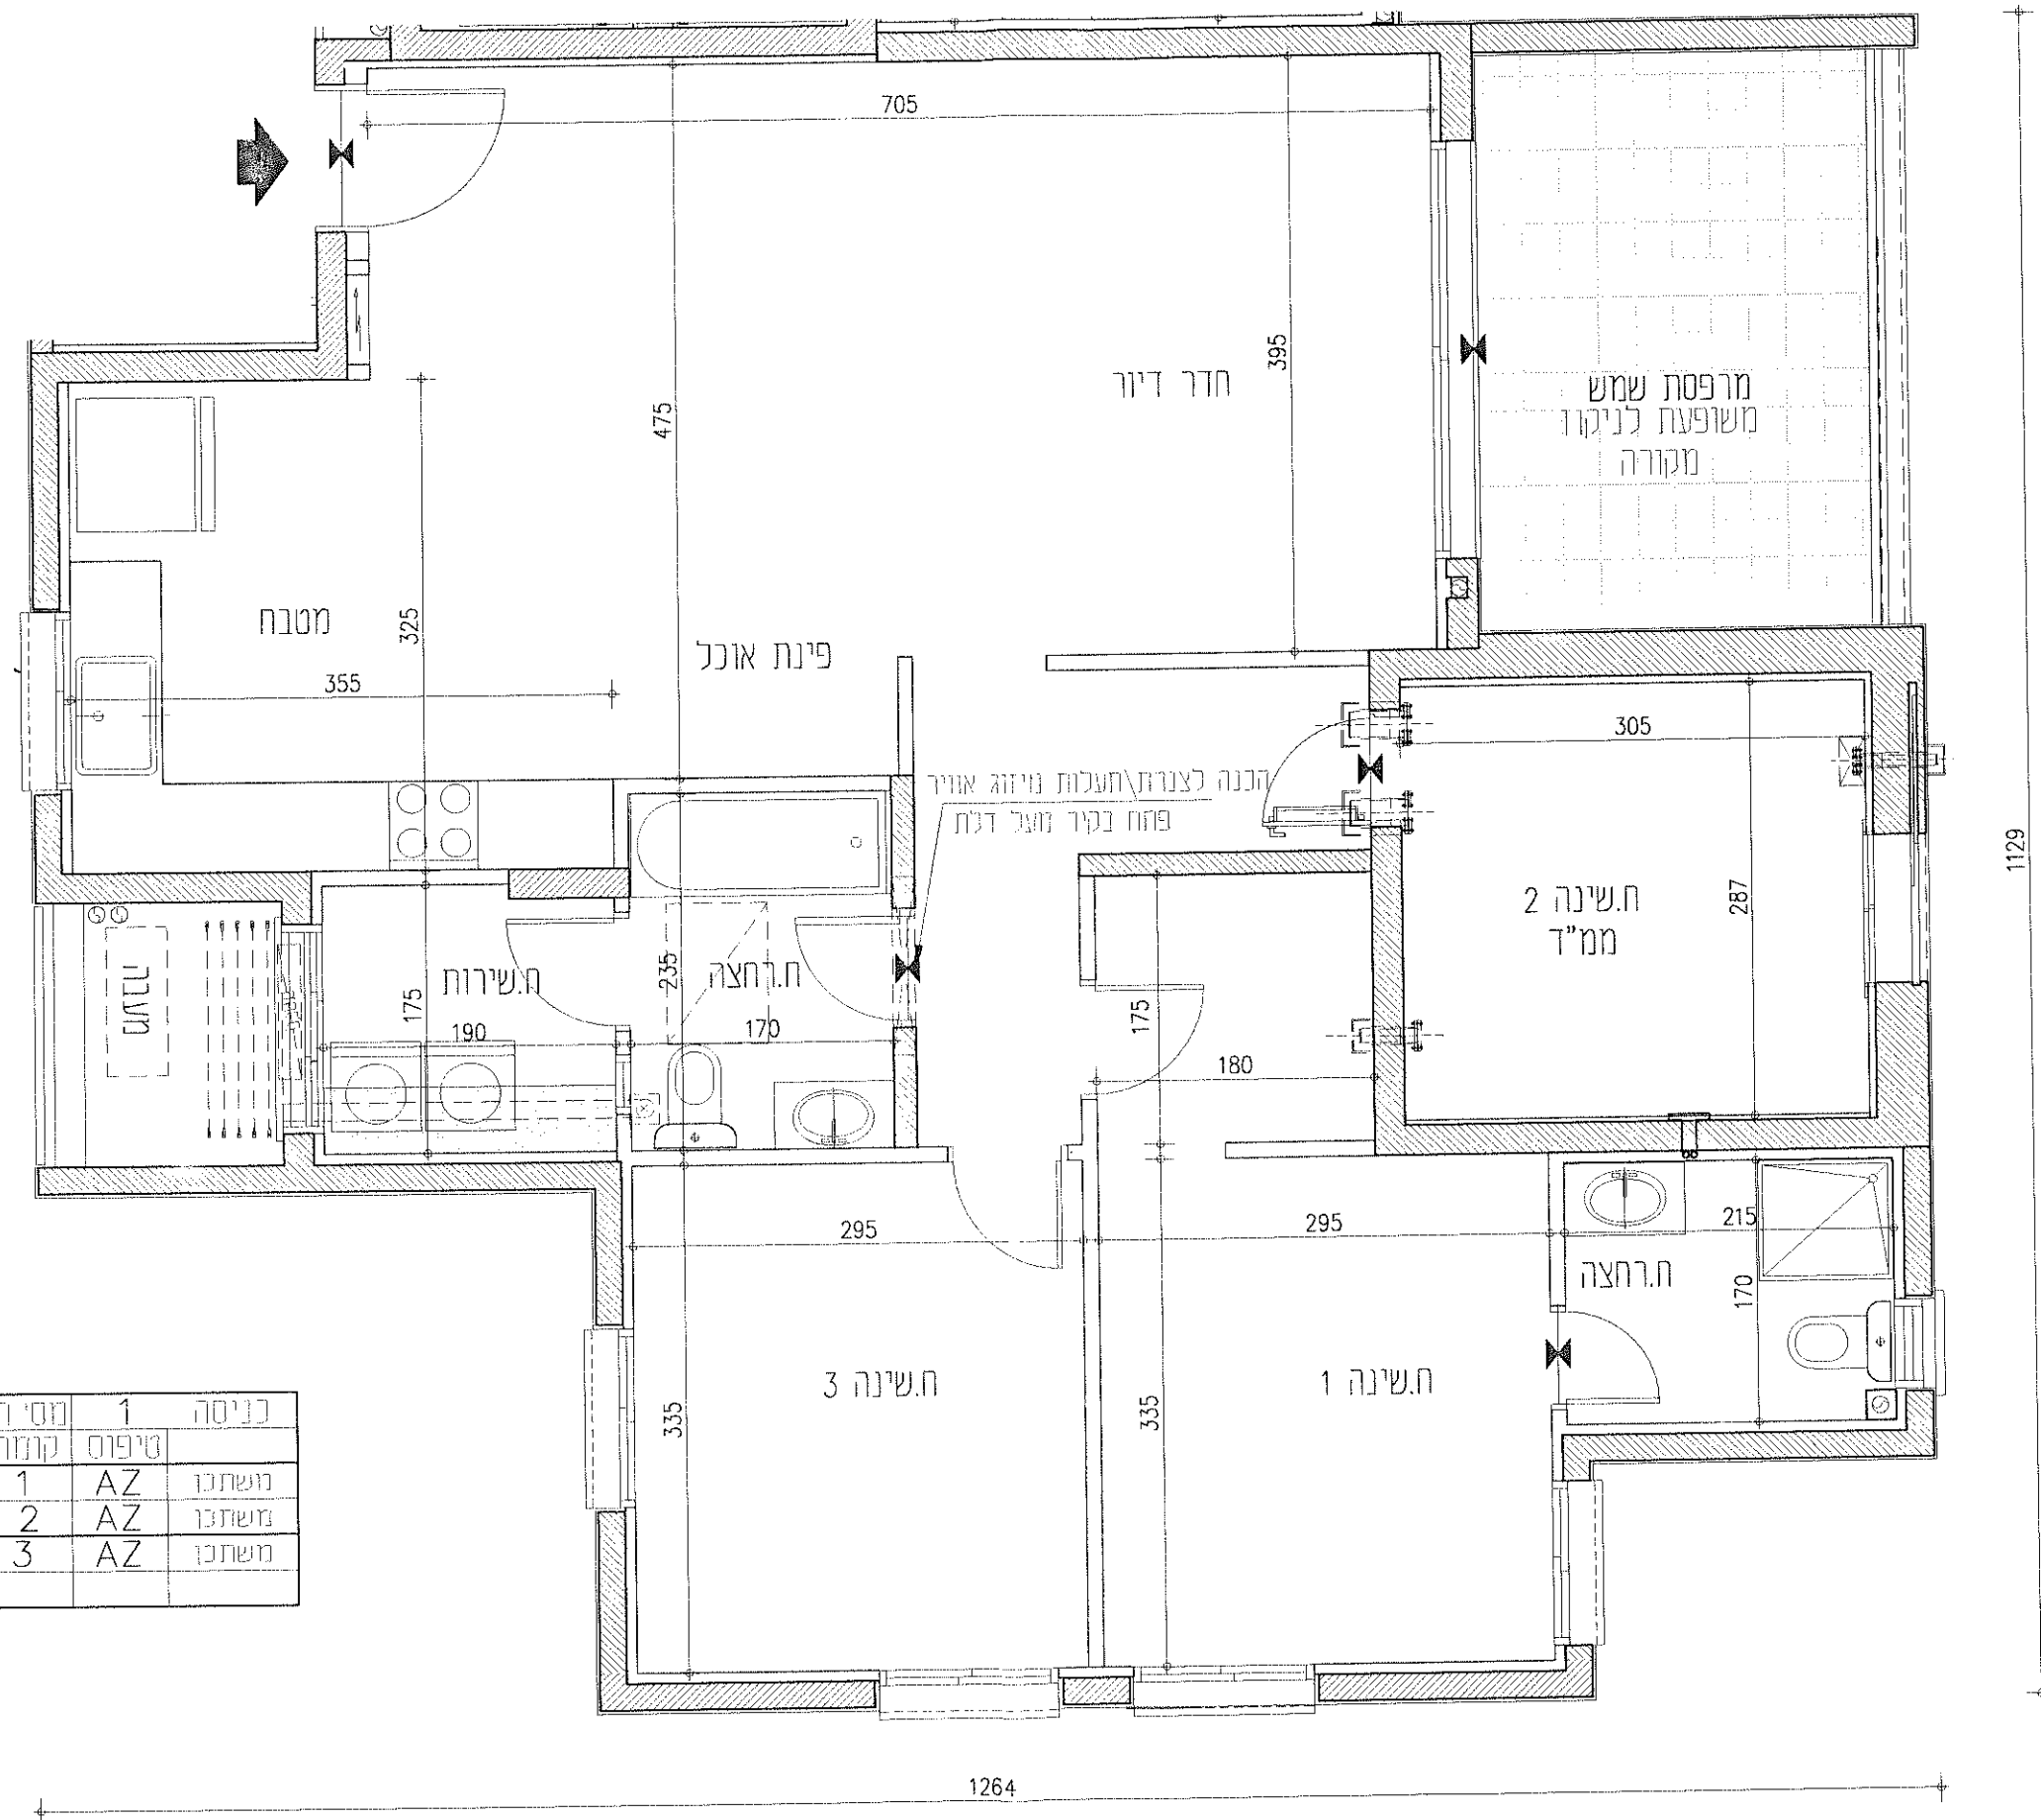 705
חדר דיור
395
475
מרפסת שמש
משופעת לניקוז
מקורה
מטבח
325
פינת אוכל
355
305
הכנה לצנרת\תעלות מיזוג אוויר
פתח בקיר מעל דלת
ח.שינה 2
ממ"ד
287
1129
ח.שירות
175
190
235
ח.רחצה
170
175
180
295
295
215
ח.רחצה
170
ח.שינה 3
335
ח.שינה 1
335
כניסה 1
טיפוס
משתכן AZ 1
משתכן AZ 2
משתכן AZ 3
1264